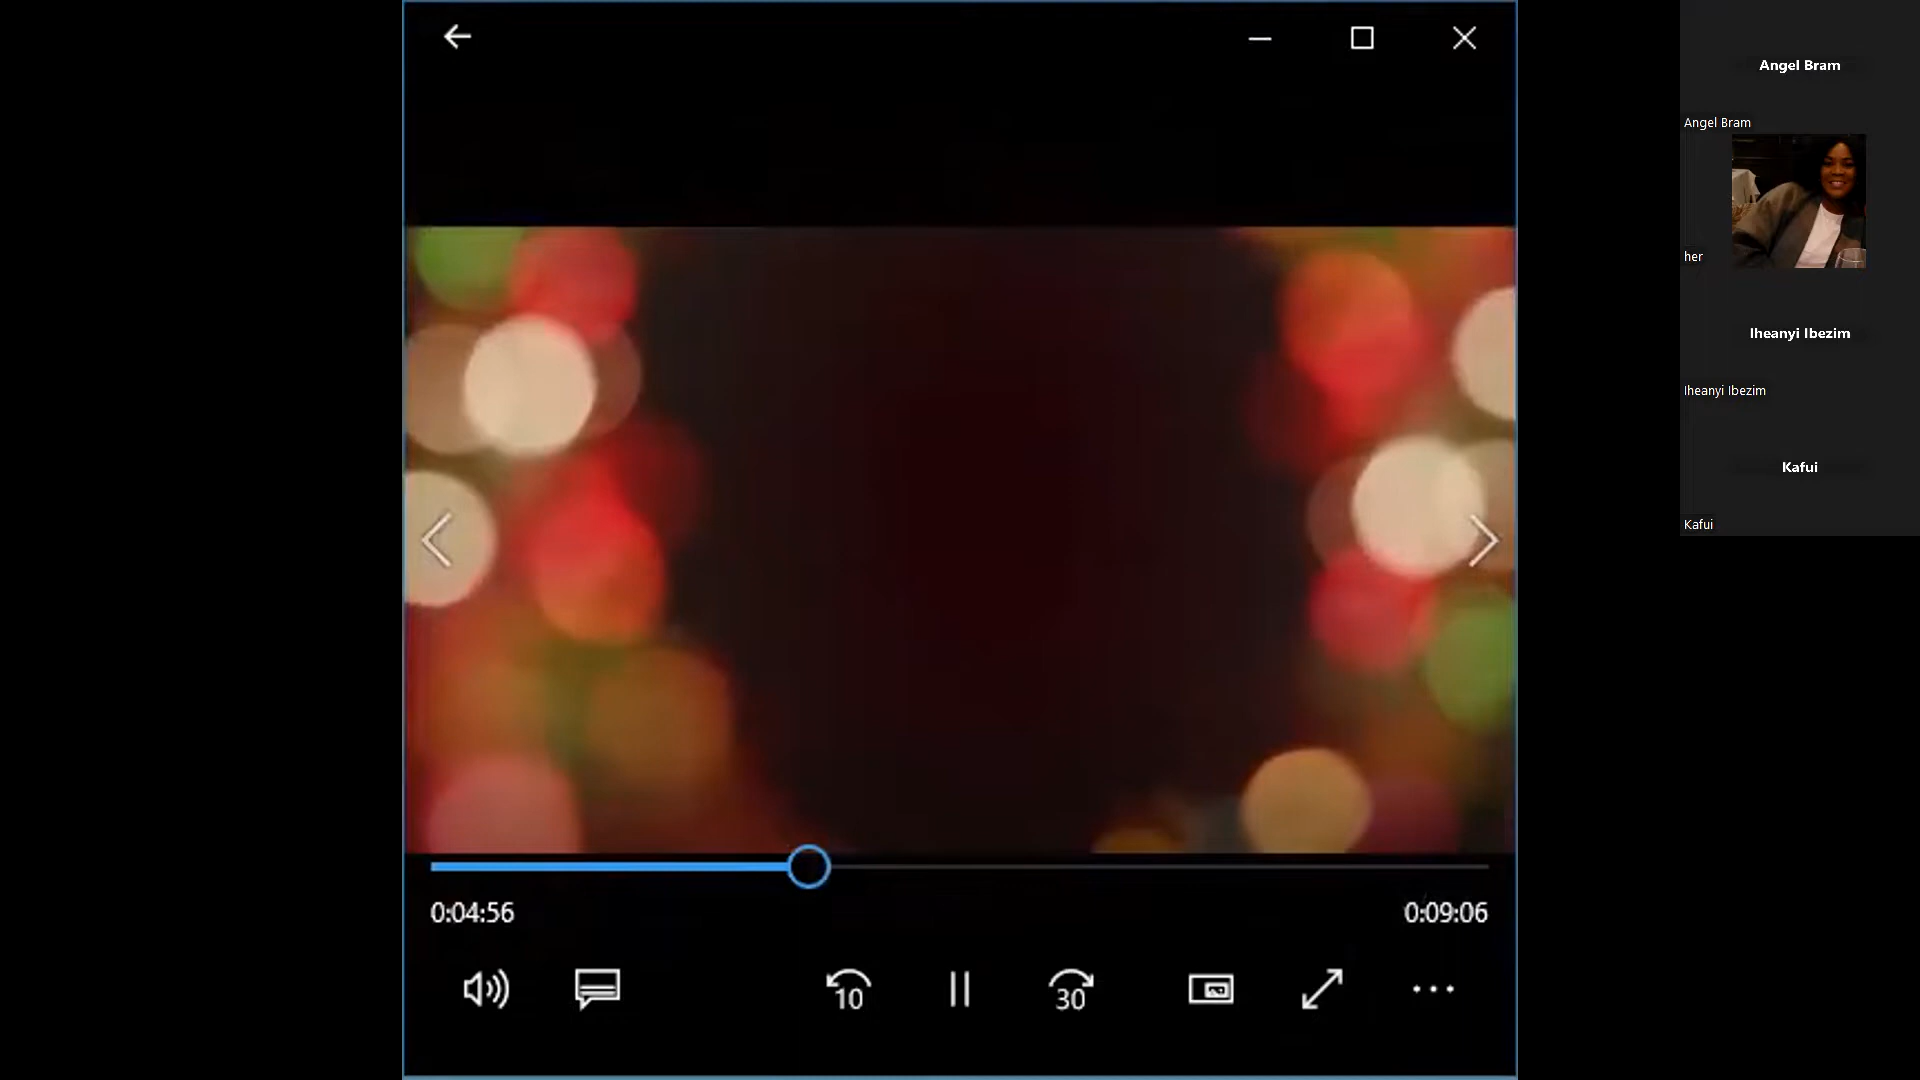 Angel Bram
Angel Bram
her
Iheanyi Ibezim
Iheanyi Ibezim
Kafui
Kafui
0:04:56
0:09:06
10
30